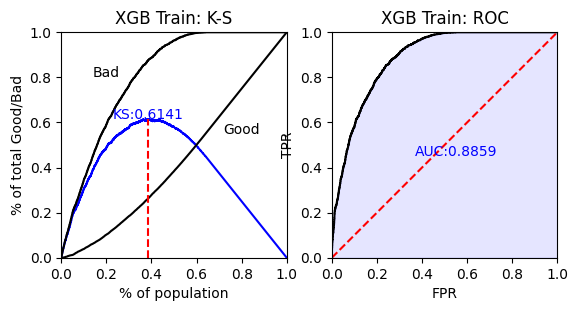 XGB Train: K-S
% of total Good/Bad
1.0
0.8
0.6
0.4
0.2
0.0
Bad
KS:0.6141
Good
0.0 0.2 0.4 0.6 0.8 1.0
% of population
XGB Train: ROC
TPR
1.0
0.8
0.6
0.4
0.2
0.0
AUC:0.8859
0.0 0.2 0.4 0.6 0.8 1.0
FPR